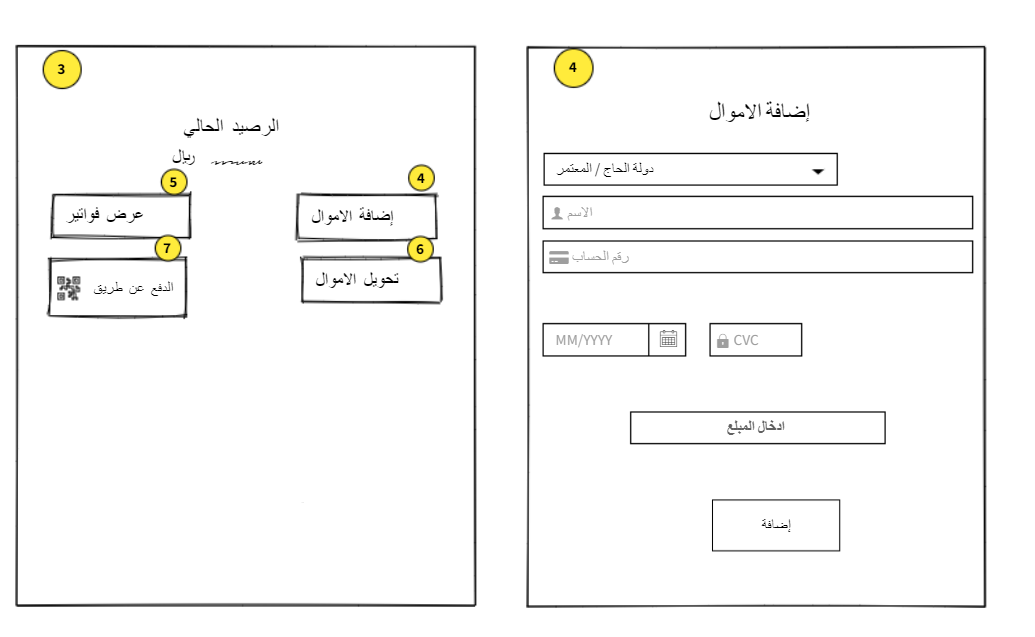 3
الرصيد الحالي
ريال
4
إضافة الاموال
5
عرض فواتير
6
تحويل الاموال
7
الدفع عن طريق
4
إضافة الاموال
دولة الحاج / المعتمر
الاسم
رقم الحساب
MM/YYYY
CVC
ادخال المبلغ
إضافة